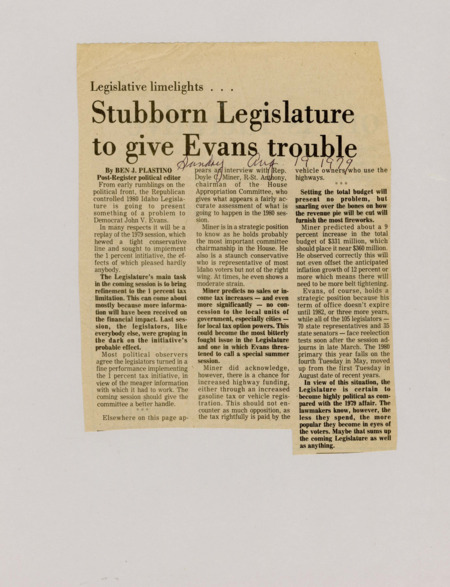 Legislative limelights . . .
Stubborn Legislature
to give Evans trouble
Sunday Aug 19 1979
By BEN J. PLASTINO
Post-Register political editor
From early rumblings on the
political front, the Republican
controlled 1980 Idaho Legisla-
ture is going to present
something of a problem to
Democrat John V. Evans.
In many respects it will be a
replay of the 1979 session, which
hewed a tight conservative
line and sought to implement
the 1 percent intitiative, the ef-
fects of which pleased hardly
anybody.
The Legislature's main task
in the coming session is to bring
refinement to the 1 percent tax
limitation. This can come about
mostly because more informa-
tion will have been received on
the financial impact. Last ses-
sion, the legislators, like
everybody else, were groping in
the dark on the initiative's
probable effect.
Most political observers
agree the legislators turned in a
fine performance implementing
the 1 percent tax initiative, in
view of the meager information
with which it had to work. The
coming session should give the
committee a better handle.
* * *
Elsewhere on this page ap-
pears an interview with Rep.
Doyle C. Miner, R-St. Anthony,
chairman of the House
Appropriation Committee, who
gives what appears a fairly ac-
curate assessment of what is
going to happen in the 1980 ses-
sion.
Miner is in a strategic position
to know as he holds probably
the most important committee
chairmanship in the House. He
also is a staunch conservative
who is representative of most
Idaho voters but not of the right
wing. At times, he even shows a
moderate strain.
Miner predicts no sales or in-
come tax increases — and even
more significantly — no con-
cession to the local units of
government, especially cities —
for local tax option powers. This
could become the most bitterly
fought issue in the Legislature
and one in which Evans threa-
tened to call a special summer
session.
Miner did acknowledge,
however, there is a chance for
increased highway funding,
either through an increased
gasoline tax or vehicle regis-
tration. This should not en-
counter as much opposition, as
the tax rightfully is paid by the
vehicle owners who use the
highways.
* * *
Setting the total budget will
present no problem, but
snarling over the bones on how
the revenue pie will be cut will
furnish the most fireworks.
Miner predicted about a 9
percent increase in the total
budget of $331 million, which
should place it near $360 million.
He observed correctly this will
not even offset the anticipated
inflation growth of 12 percent or
more which means there will
need to be more belt tightening.
Evans, of course, holds a
strategic position because his
term of office doesn't expire
until 1982, or three more years,
while all of the 105 legislators —
70 state representatives and 35
state senators — face reelection
tests soon after the session ad-
journs in late March. The 1980
primary this year falls on the
fourth Tuesday in May, moved
up from the first Tuesday in
August date of recent years.
In view of this situation, the
Legislature is certain to
become highly political as com-
pared with the 1979 affair. The
lawmakers know, however, the
less they spend, the more
popular they become in eyes of
the voters. Maybe that sums up
the coming Legislature as well
as anything.